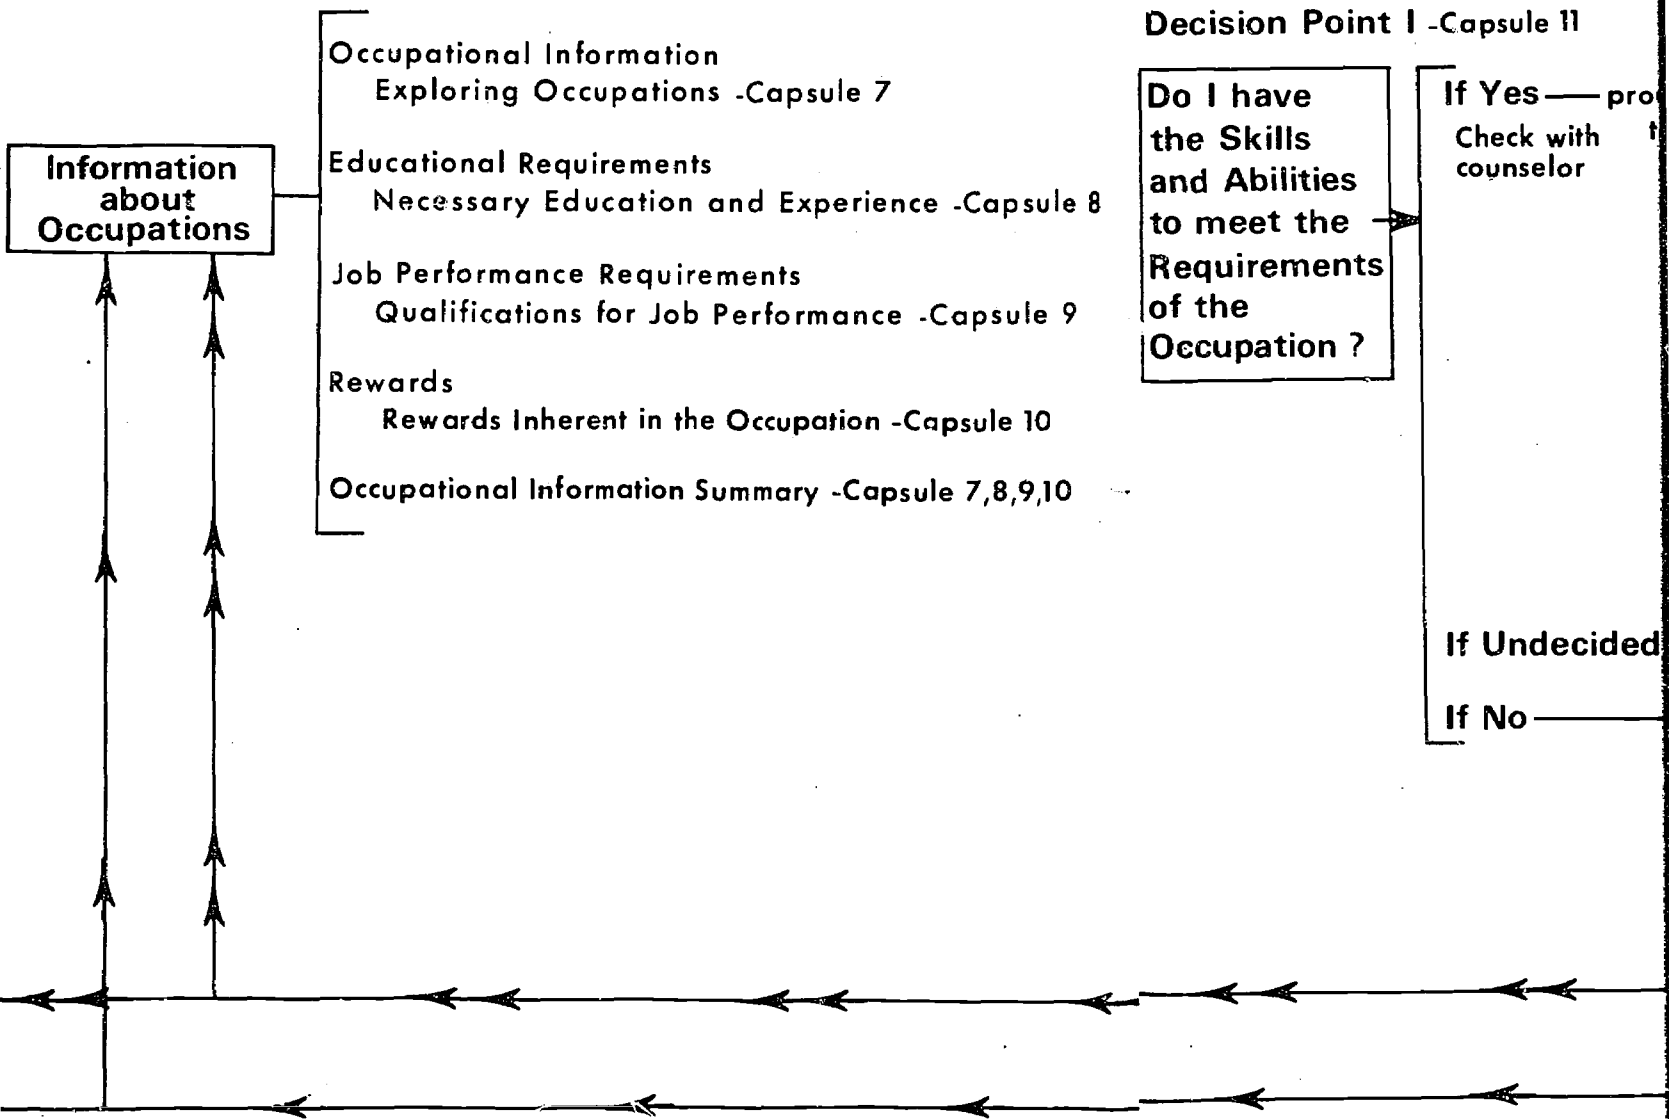 Information
about
Occupations
Occupational Information
Exploring Occupations -Capsule 7
Educational Requirements
Necessary Education and Experience -Capsule 8
Job Performance Requirements
Qualifications for Job Performance -Capsule 9
Rewards
Rewards Inherent in the Occupation -Capsule 10
Occupational Information Summary -Capsule 7,8,9,10
Decision Point I -Capsule 11
Do I have
the Skills
and Abilities
to meet the
Requirements
of the
Occupation ?
If Yes
Check with
counselor
If Undecided
If No